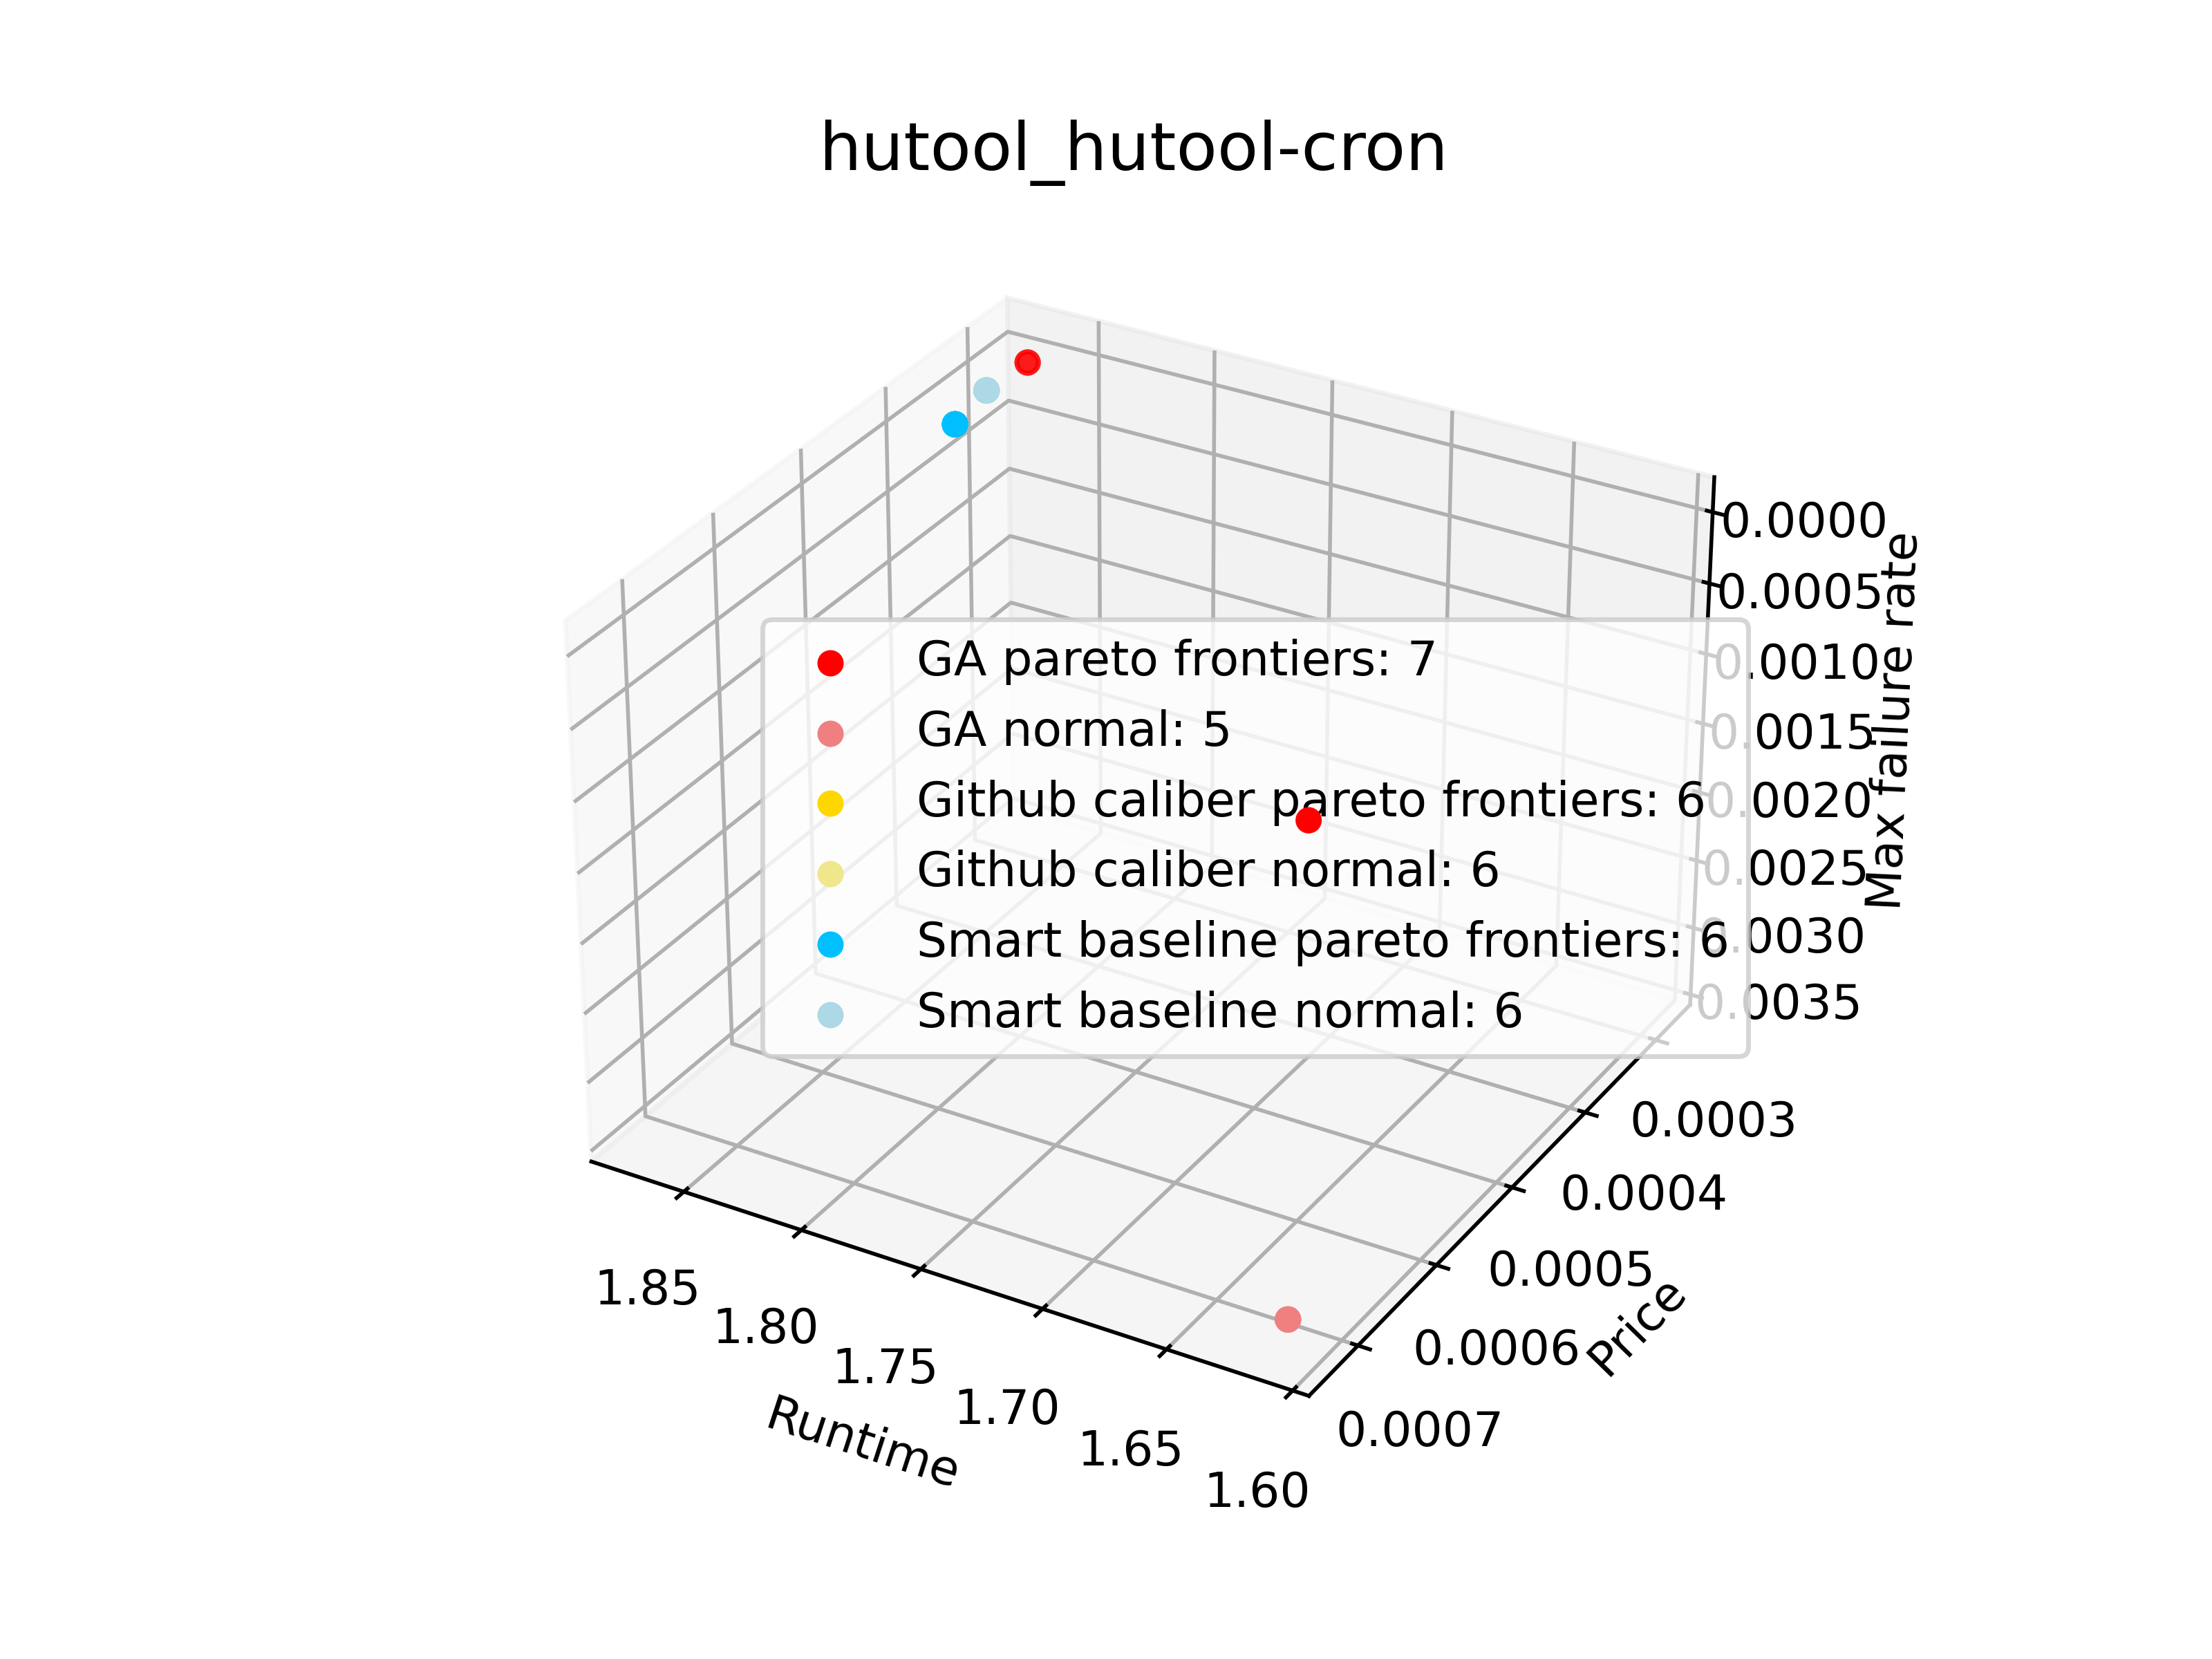 hutool_hutool-cron
GA pareto frontiers: 7
GA normal: 5
Github caliber pareto frontiers: 6
Github caliber normal: 6
Smart baseline pareto frontiers: 6
Smart baseline normal: 6
0.0000
0.0005
0.0010
0.0015
0.0020
0.0025
0.0030
0.0035
Max failure rate
0.0003
0.0004
0.0005
0.0006
0.0007
Price
1.85
1.80
1.75
1.70
1.65
1.60
Runtime